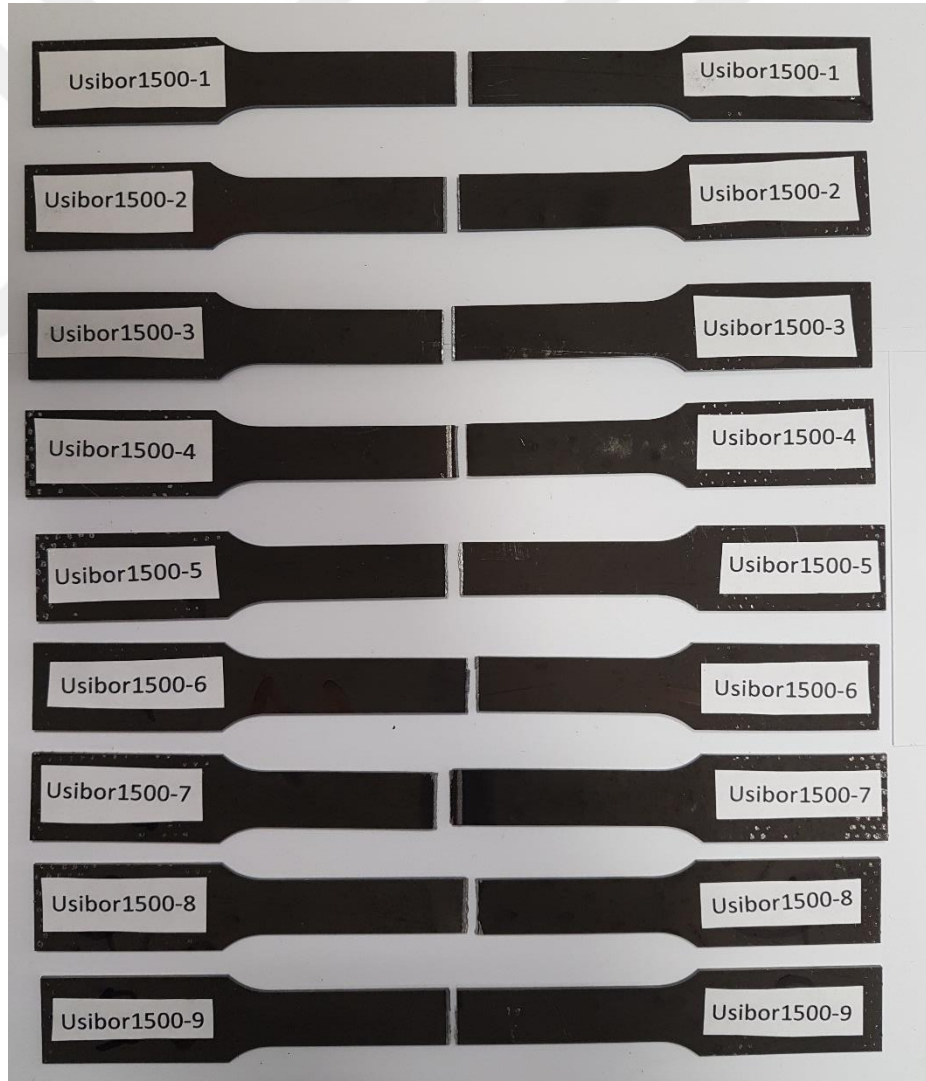 Usibor1500-1 Usibor1500-1
Usibor1500-2 Usibor1500-2
Usibor1500-3 Usibor1500-3
Usibor1500-4 Usibor1500-4
Usibor1500-5 Usibor1500-5
Usibor1500-6 Usibor1500-6
Usibor1500-7 Usibor1500-7
Usibor1500-8 Usibor1500-8
Usibor1500-9 Usibor1500-9